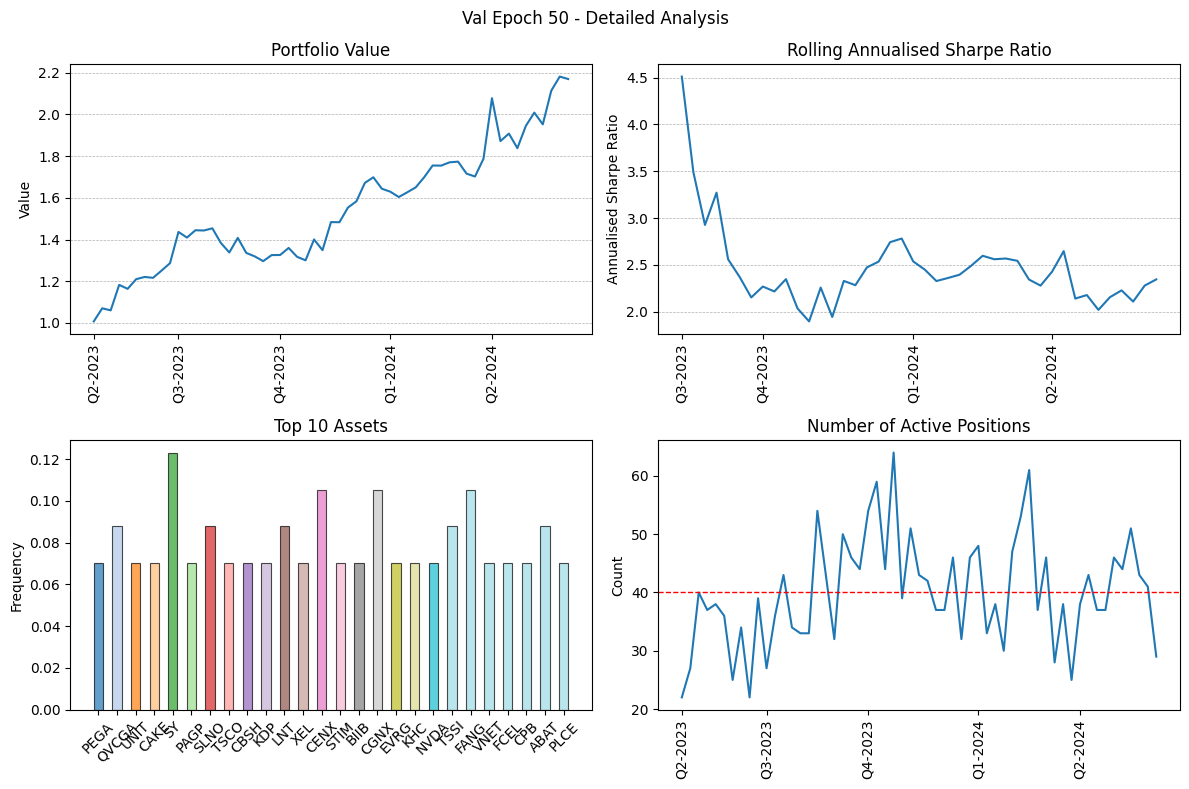 Val Epoch 50 - Detailed Analysis
Portfolio Value
Value
2.2
2.0
1.8
1.6
1.4
1.2
1.0
Q2-2023
Q3-2023
Q4-2023
Q1-2024
Q2-2024
Rolling Annualised Sharpe Ratio
Annualised Sharpe Ratio
4.5
4.0
3.5
3.0
2.5
2.0
Q3-2023
Q4-2023
Q1-2024
Q2-2024
Top 10 Assets
Frequency
0.12
0.10
0.08
0.06
0.04
0.02
0.00
PEGA
QVCGA
UNIT
CAKE
SY
PAGP
SLNO
TSCO
CBSH
KDP
LNT
XEL
CENX
STIM
BIIB
CGNX
EVRG
KHC
NVDA
TSSI
FANG
VNET
FCEL
CPB
ABAT
PLCE
Number of Active Positions
Count
60
50
40
30
20
Q2-2023
Q3-2023
Q4-2023
Q1-2024
Q2-2024